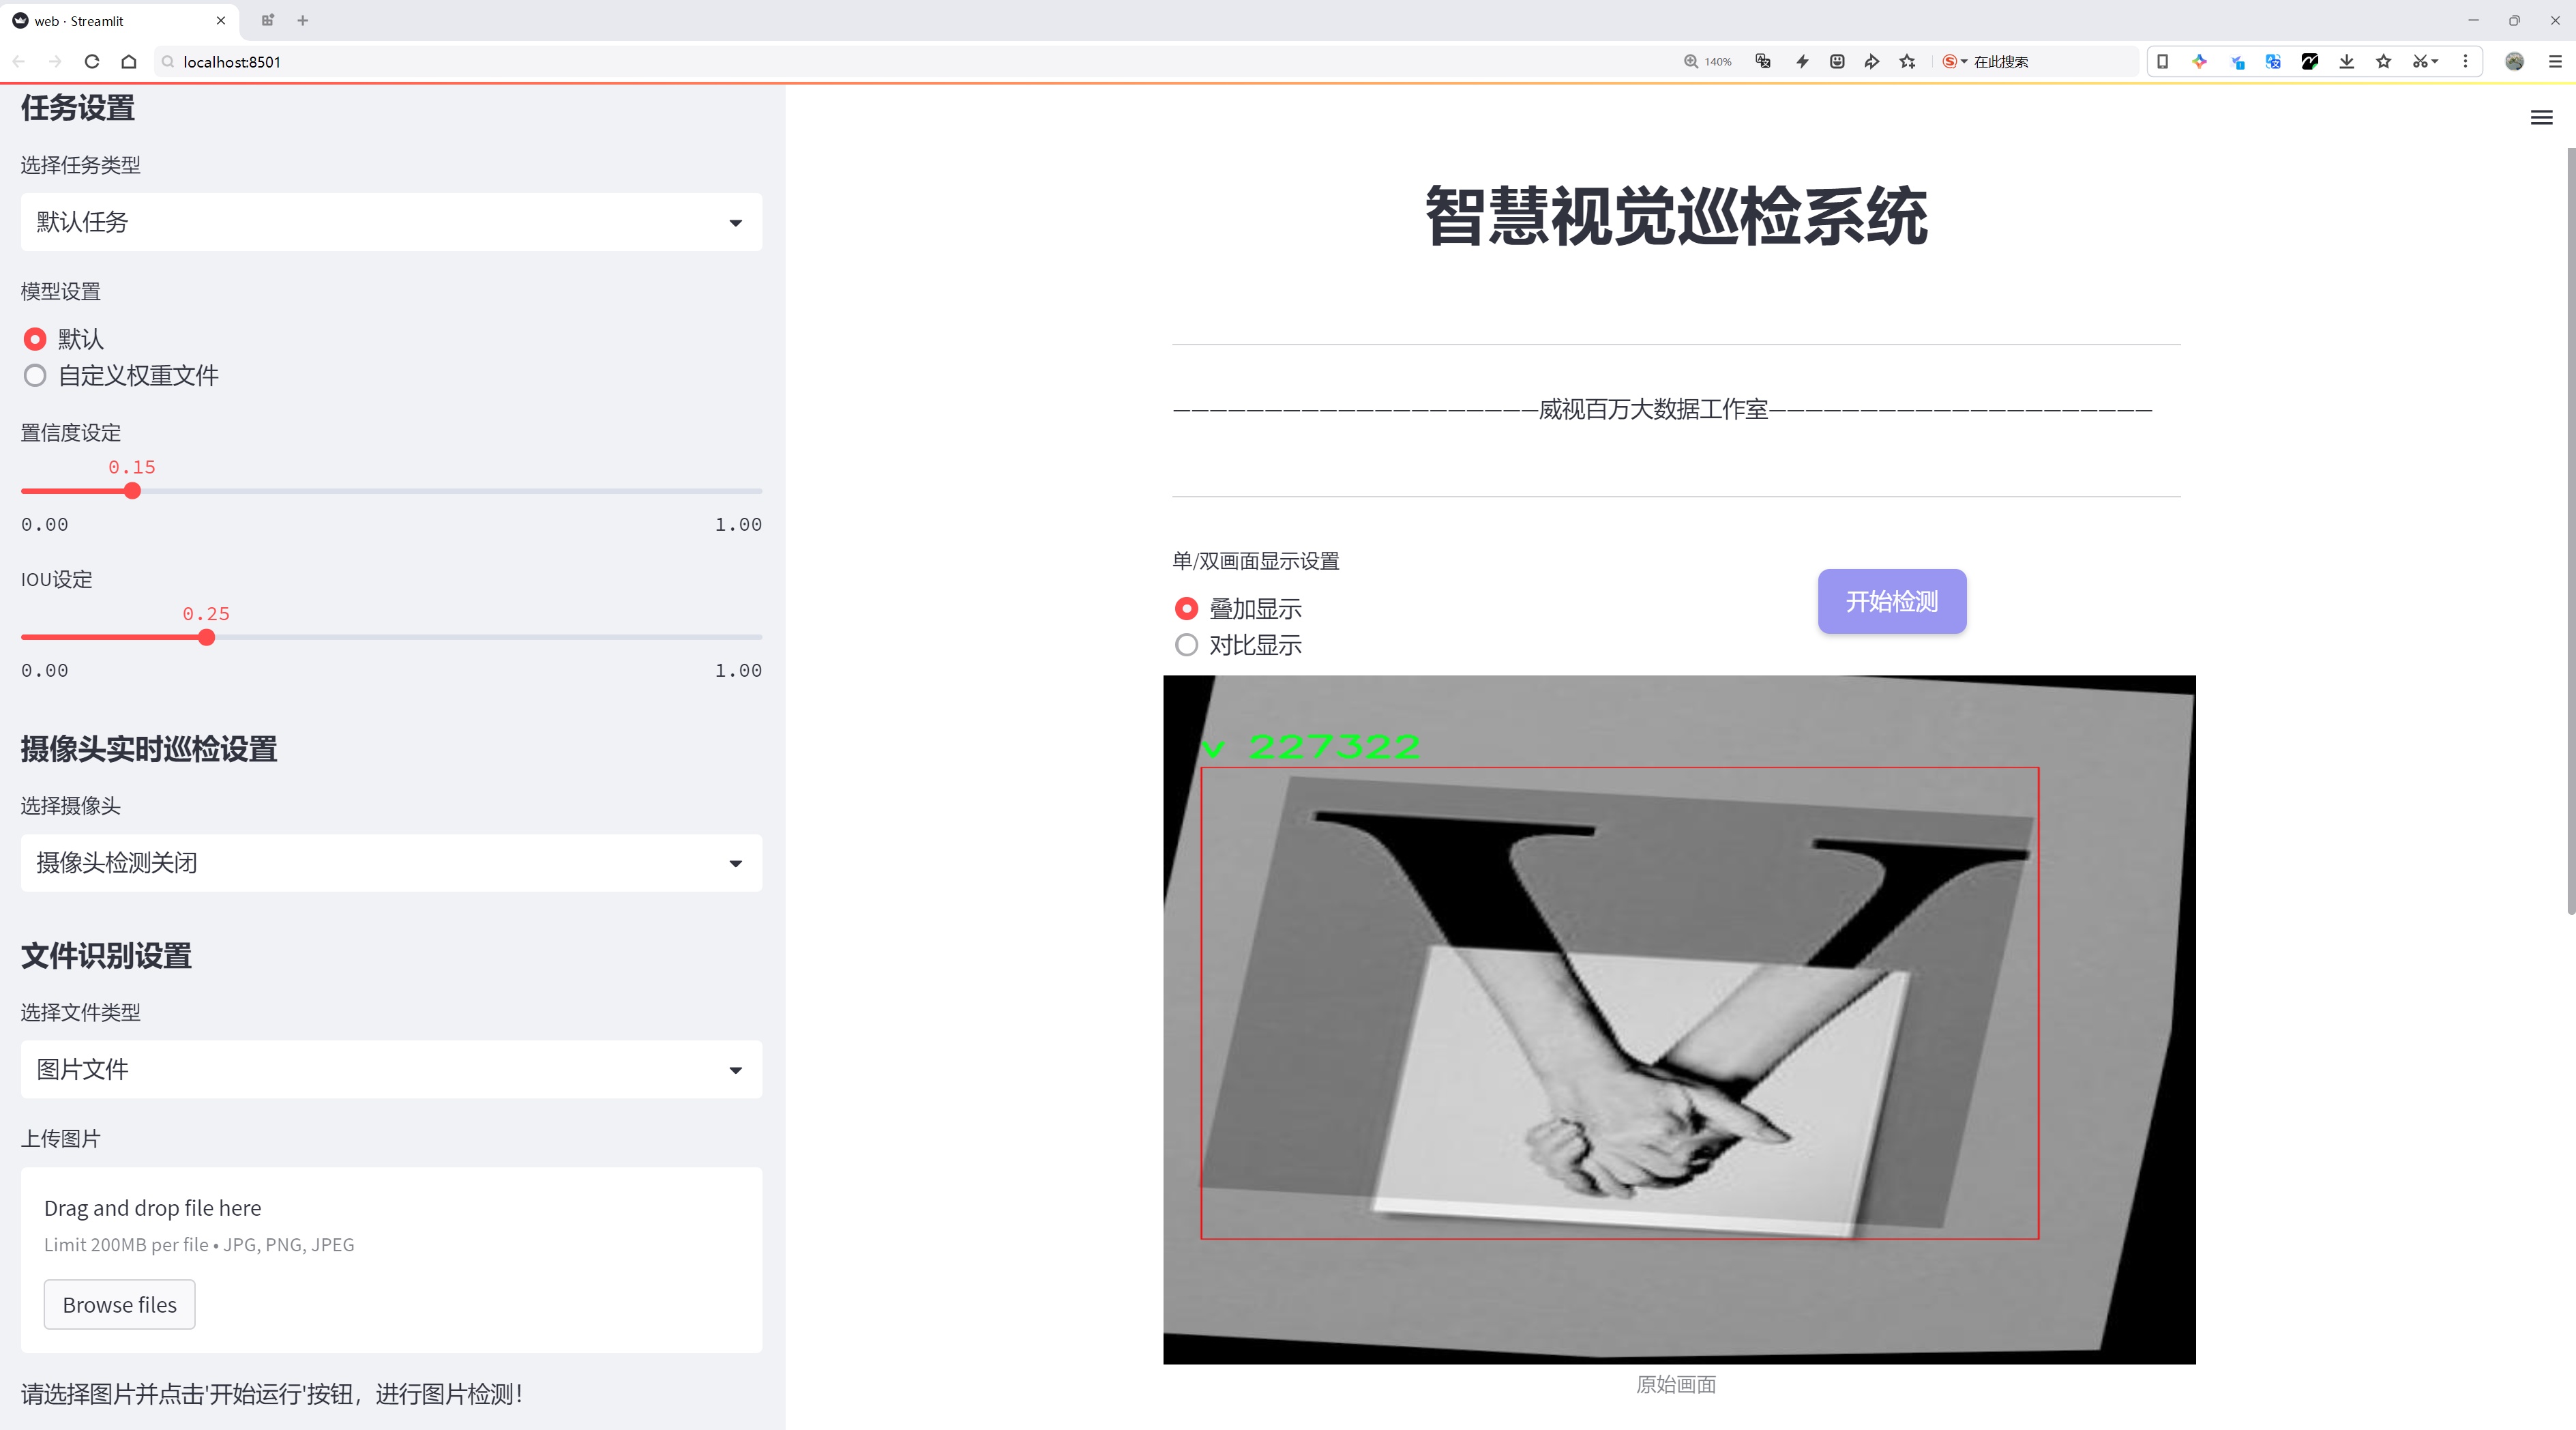 web · Streamlit
localhost:8501
140%
在此搜索
任务设置
选择任务类型
默认任务
模型设置
默认
自定义权重文件
置信度设定
0.15
0.00 1.00
IOU设定
0.25
0.00 1.00
摄像头实时巡检设置
选择摄像头
摄像头检测关闭
文件识别设置
选择文件类型
图片文件
上传图片
Drag and drop file here
Limit 200MB per file • JPG, PNG, JPEG
Browse files
请选择图片并点击'开始运行'按钮，进行图片检测！
智慧视觉巡检系统
————————————————————威视百万大数据工作室—————————————————————
单/双画面显示设置
叠加显示
对比显示
开始检测
v 227322
原始画面